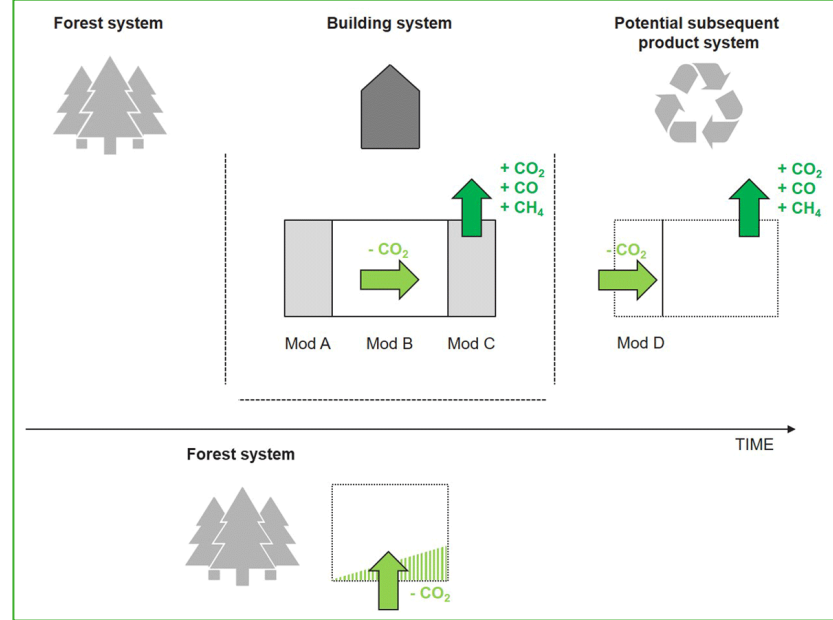 Forest system
Building system
Potential subsequent
product system
+ CO₂
+ CO
+ CH₄
+ CO₂
+ CO
+ CH₄
- CO₂
- CO₂
Mod A
Mod B
Mod C
Mod D
TIME
Forest system
- CO₂